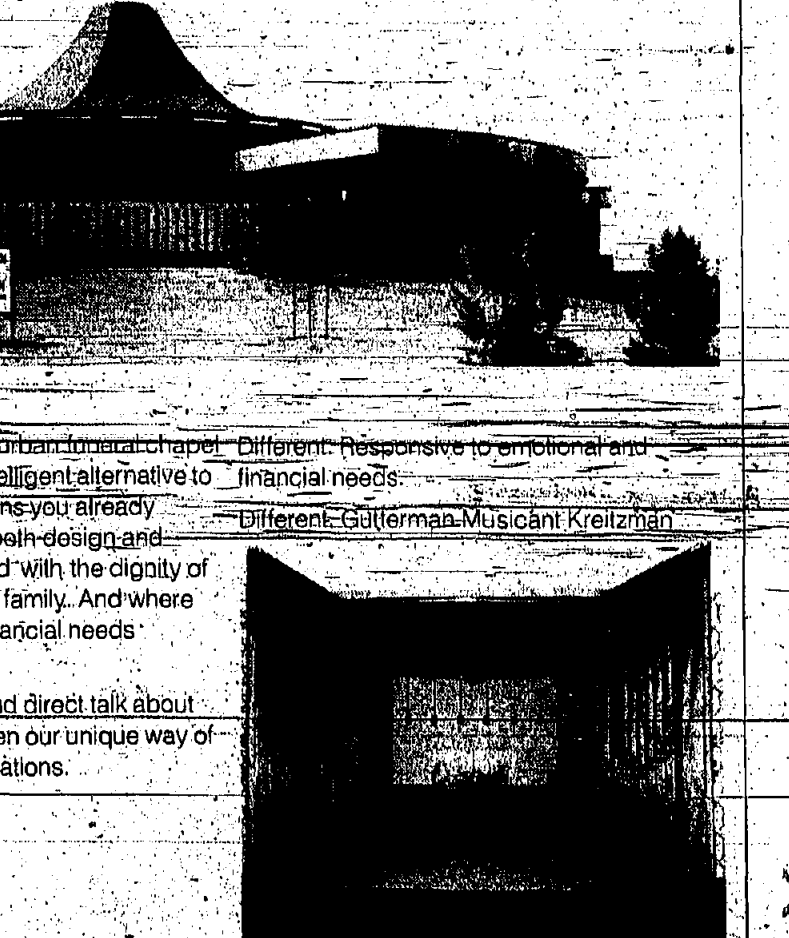 urban funeral chapel
elligent alternative to
ns you already
both design and
d with the dignity of
family. And where
ancial needs
nd direct talk about
en our unique way of
ations.
Different. Responsive to emotional and
financial needs.
Different. Gutterman-Musicant Kreitzman